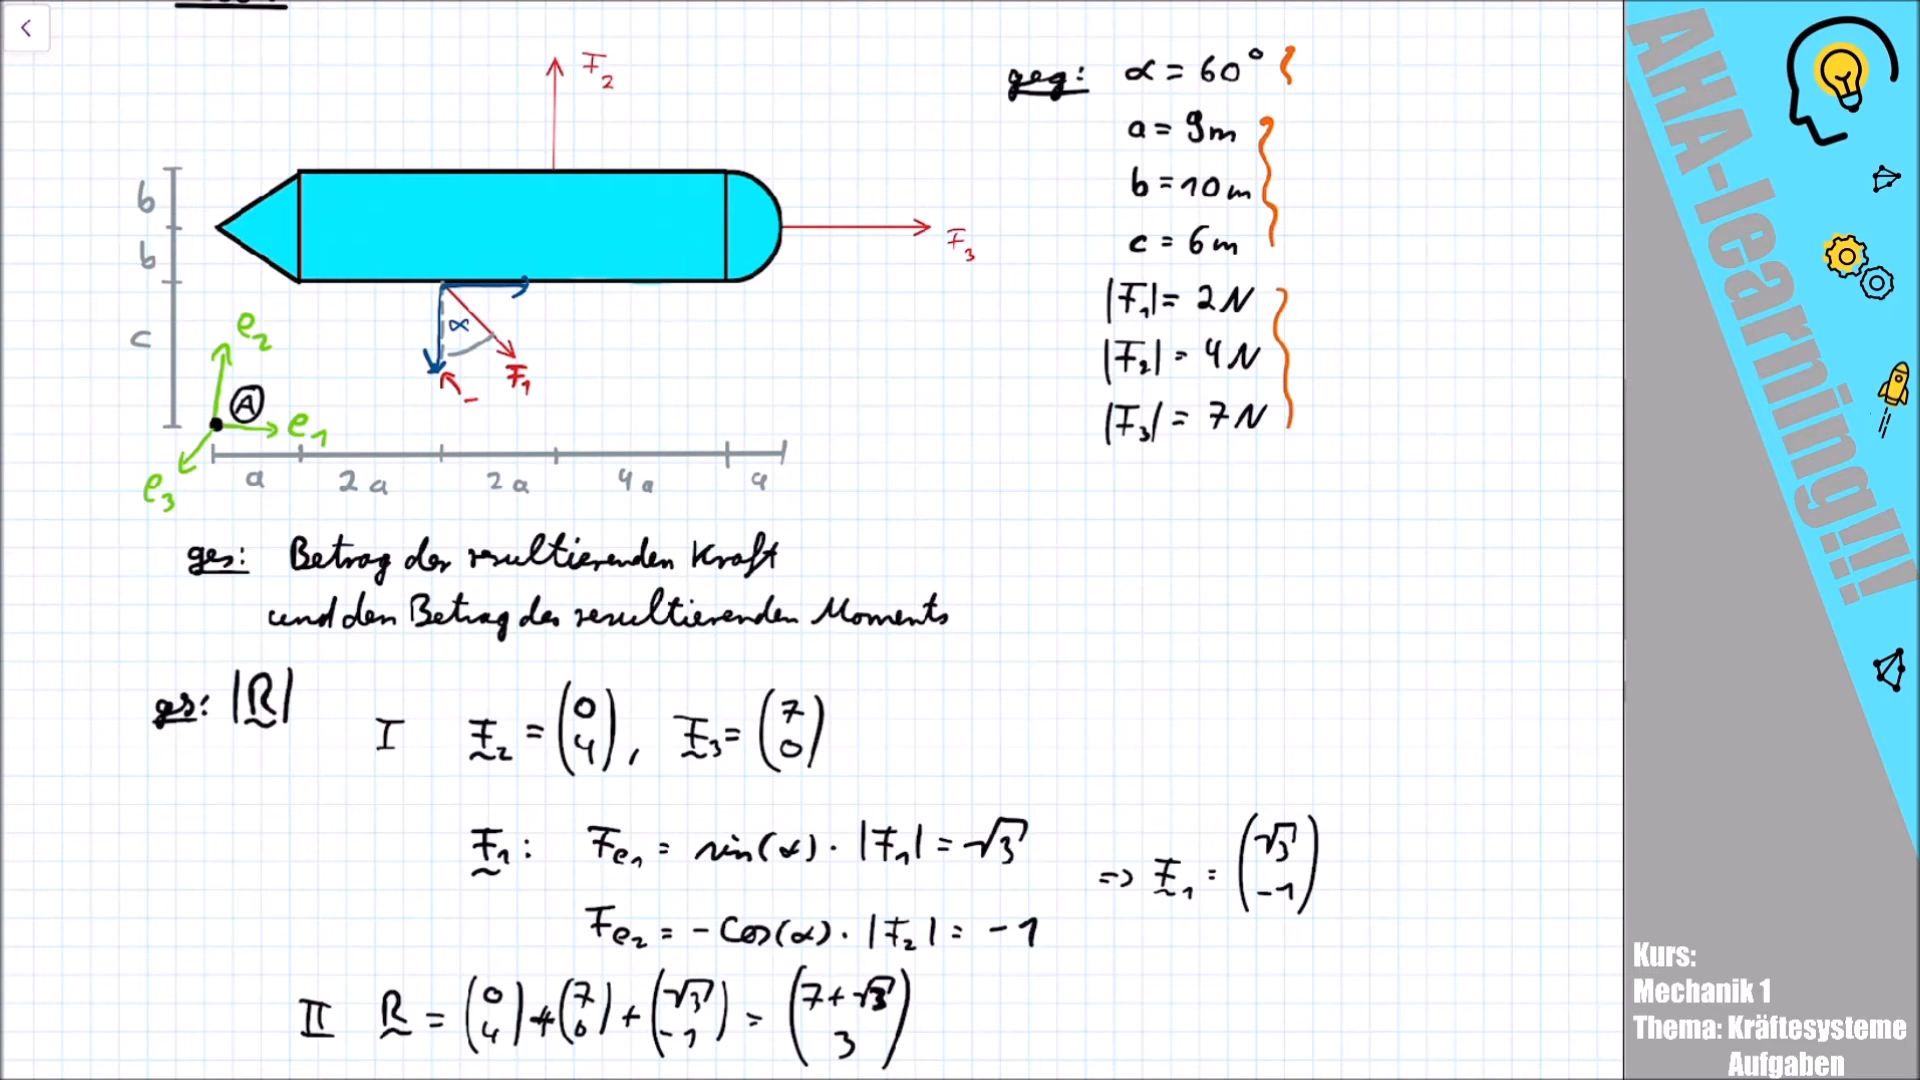 F₂
geg: α = 60°
a = 9m
b = 10m
c = 6m
|F₁| = 2N
|F₂| = 4N
|F₃| = 7N
b
b
c
F₃
α
F₁
-
e₂
A
e₁
e₃
a 2a 2a 4a a
ges: Betrag der resultierenden Kraft
und den Betrag des resultierenden Moments
ges: |R|
I F₂ = (0 4), F₃ = (7 0)
F₁: Fe₁ = sin(α) · |F₁| = √3
=> F₁ = (√3 -1)
Fe₂ = - cos(α) · |F₂| = -1
II R = (0 4) + (7 0) + (√3 -1) = (7+√3 3)
AHA-learning!!!
Kurs:
Mechanik 1
Thema: Kräftesysteme
Aufgaben